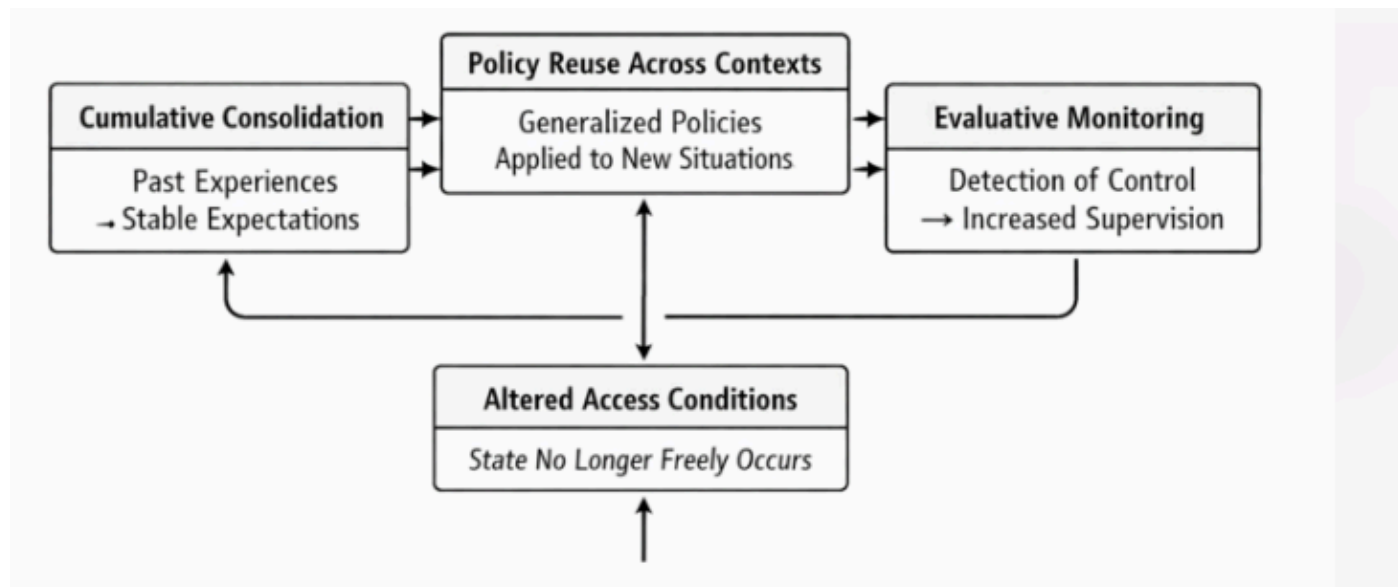 Policy Reuse Across Contexts
Generalized Policies
Applied to New Situations
Cumulative Consolidation
Past Experiences
→ Stable Expectations
Evaluative Monitoring
Detection of Control
→ Increased Supervision
Altered Access Conditions
State No Longer Freely Occurs